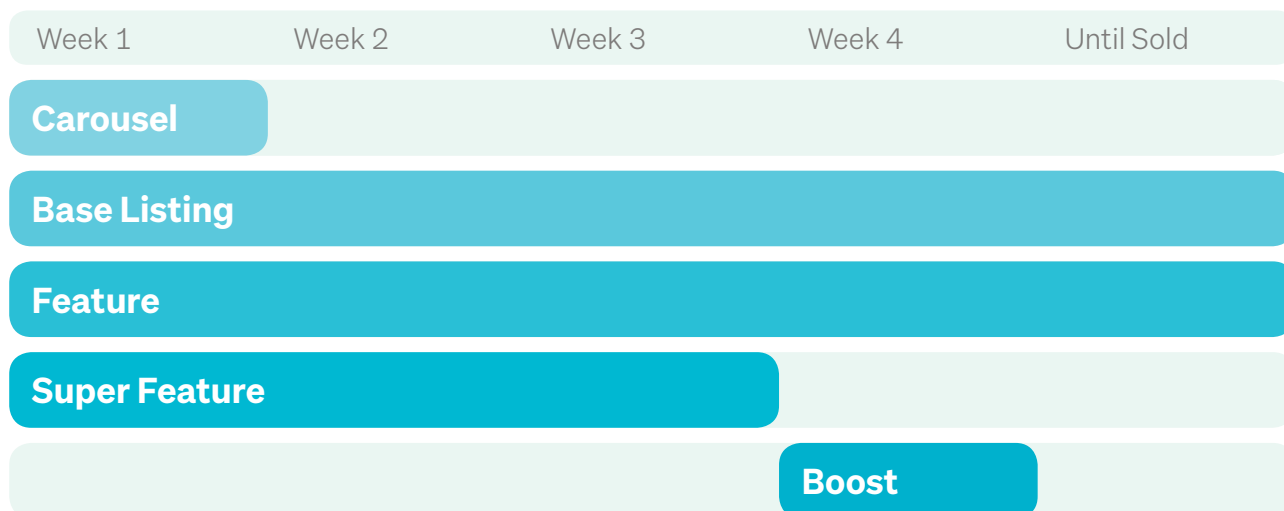 Week 1 Week 2 Week 3 Week 4 Until Sold
Carousel
Base Listing
Feature
Super Feature
Boost